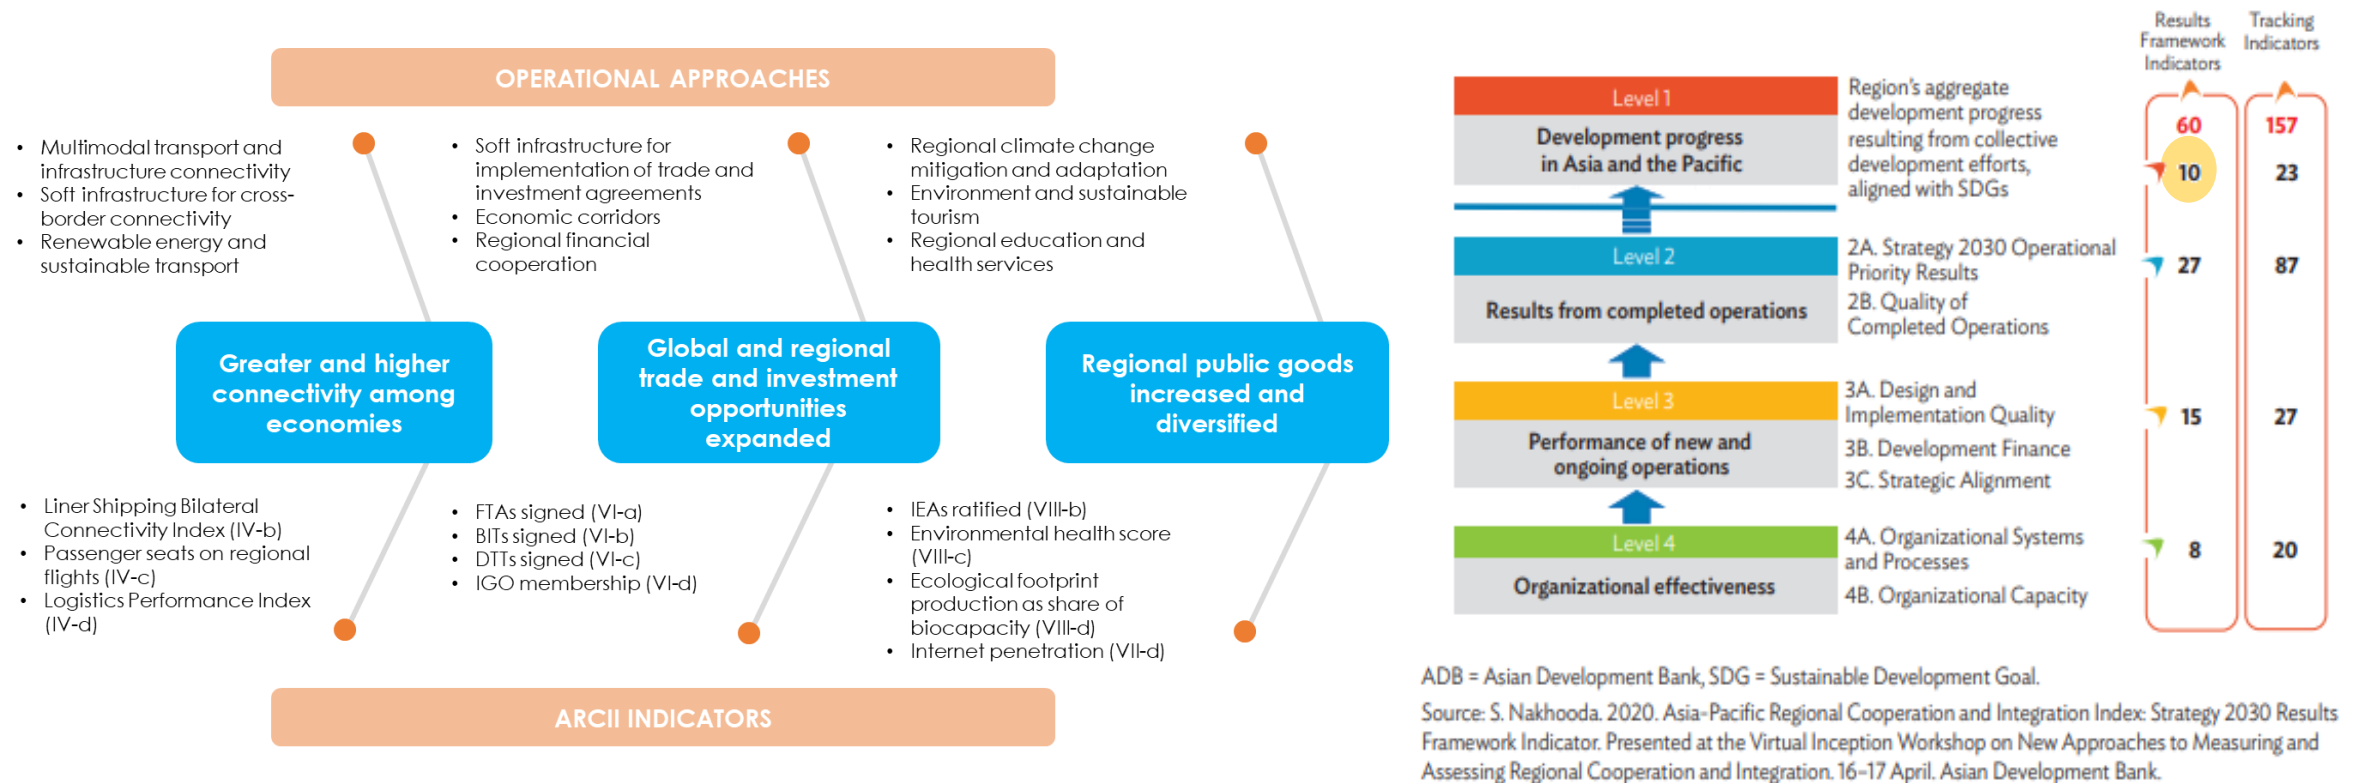 OPERATIONAL APPROACHES
• Multimodal transport and
infrastructure connectivity
• Soft infrastructure for cross-
border connectivity
• Renewable energy and
sustainable transport
• Soft infrastructure for
implementation of trade and
investment agreements
• Economic corridors
• Regional financial
cooperation
• Regional climate change
mitigation and adaptation
• Environment and sustainable
tourism
• Regional education and
health services
Greater and higher
connectivity among
economies
Global and regional
trade and investment
opportunities
expanded
Regional public goods
increased and
diversified
• Liner Shipping Bilateral
Connectivity Index (IV-b)
• Passenger seats on regional
flights (IV-c)
• Logistics Performance Index
(IV-d)
• FTAs signed (VI-a)
• BITs signed (VI-b)
• DTTs signed (VI-c)
• IGO membership (VI-d)
• IEAs ratified (VIII-b)
• Environmental health score
(VIII-c)
• Ecological footprint
production as share of
biocapacity (VIII-d)
• Internet penetration (VII-d)
ARCII INDICATORS
Results
Framework
Indicators
Tracking
Indicators
60
157
Level 1
Development progress
in Asia and the Pacific
Region's aggregate
development progress
resulting from collective
development efforts,
aligned with SDGs
10
23
Level 2
Results from completed operations
2A. Strategy 2030 Operational
Priority Results
2B. Quality of
Completed Operations
27
87
Level 3
Performance of new and
ongoing operations
3A. Design and
Implementation Quality
3B. Development Finance
3C. Strategic Alignment
15
27
Level 4
Organizational effectiveness
4A. Organizational Systems
and Processes
4B. Organizational Capacity
8
20
ADB = Asian Development Bank, SDG = Sustainable Development Goal.
Source: S. Nakhooda. 2020. Asia-Pacific Regional Cooperation and Integration Index: Strategy 2030 Results
Framework Indicator. Presented at the Virtual Inception Workshop on New Approaches to Measuring and
Assessing Regional Cooperation and Integration. 16–17 April. Asian Development Bank.